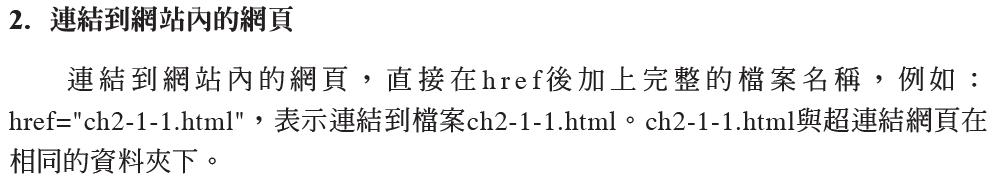 2. 連結到網站內的網頁
連結到網站內的網頁，直接在href後加上完整的檔案名稱，例如：
href="ch2-1-1.html"，表示連結到檔案ch2-1-1.html。ch2-1-1.html與超連結網頁在
相同的資料夾下。